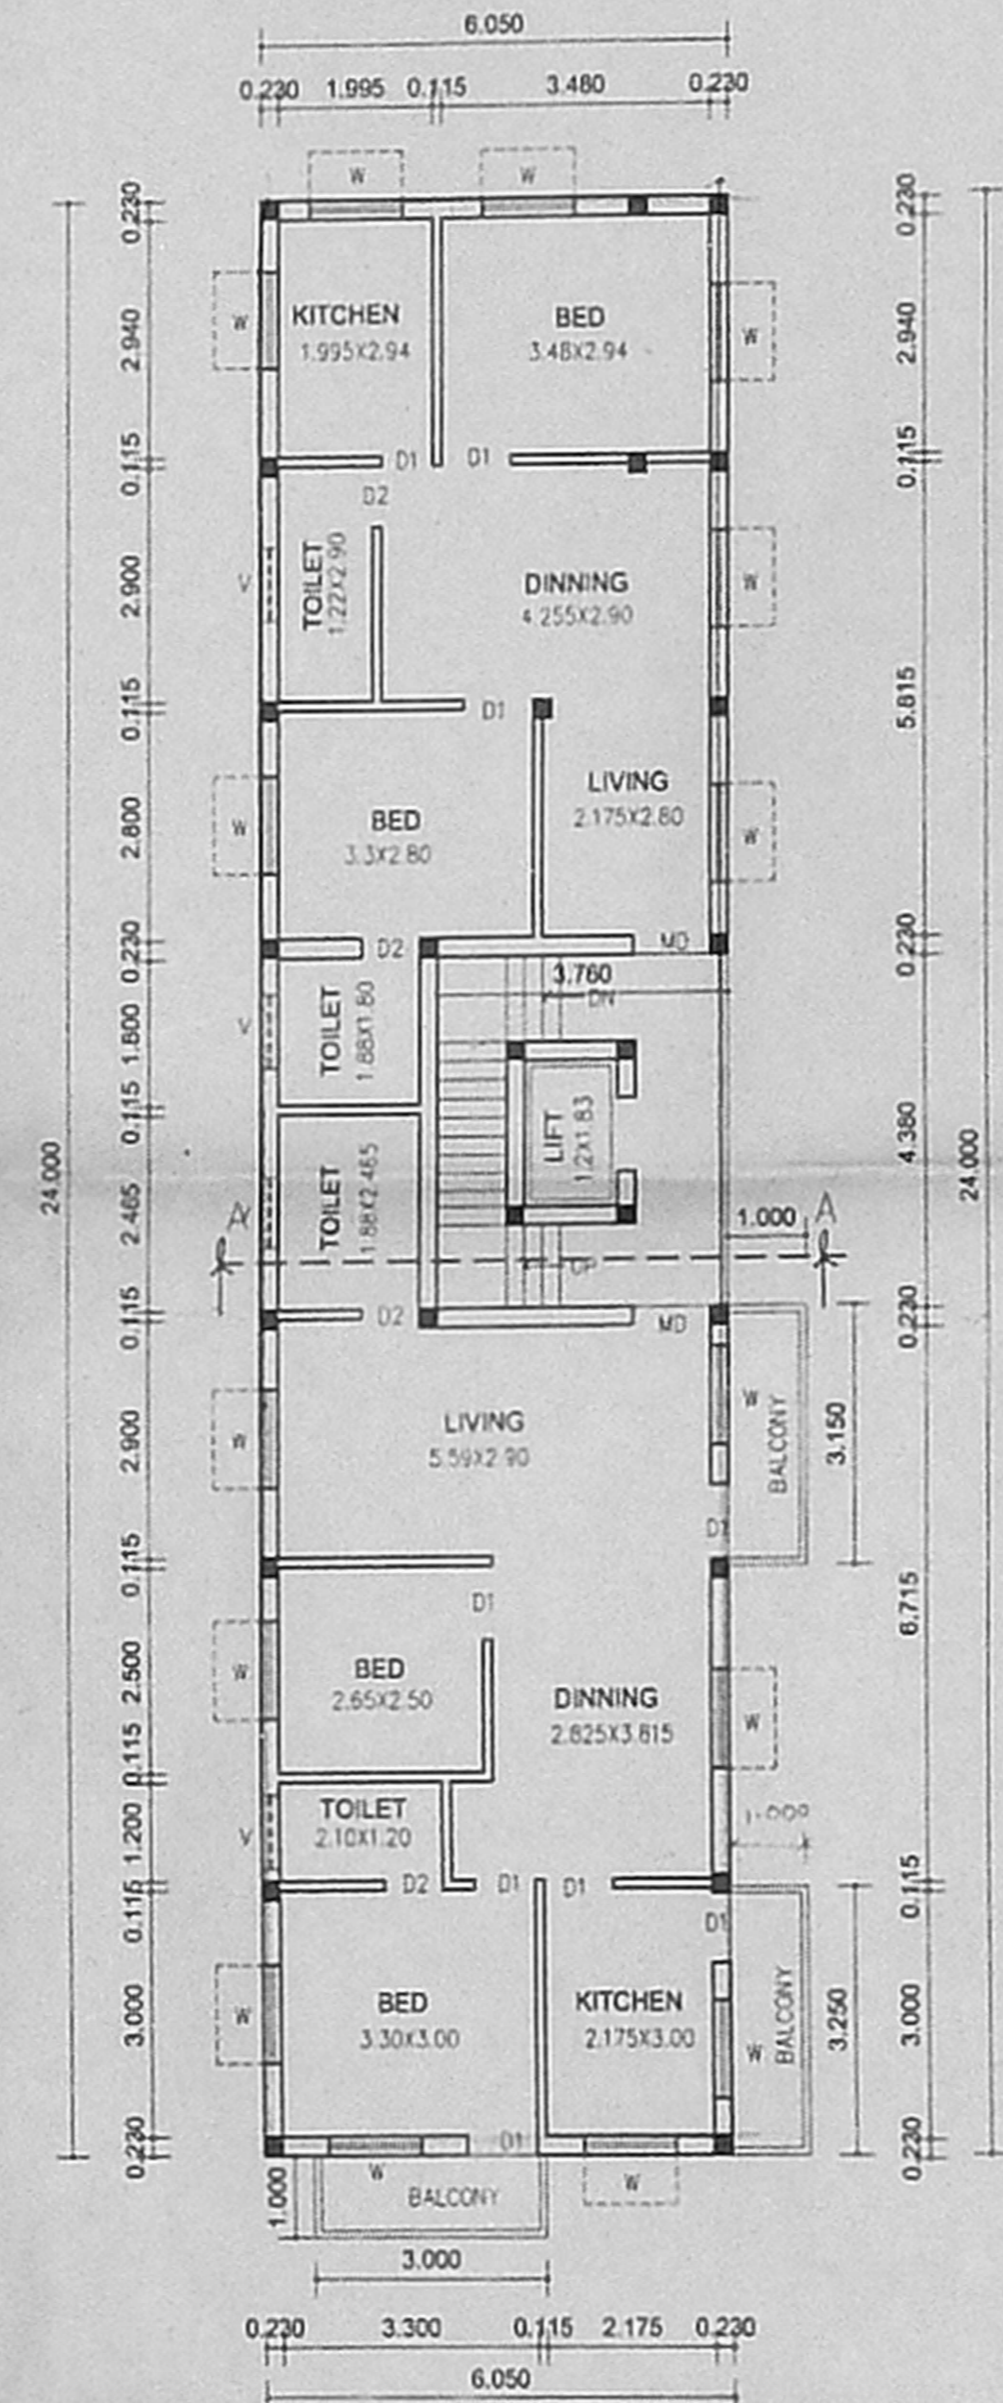 6.050
0.230 1.995 0.115 3.480 0.230
W W
0.230 0.230
W KITCHEN BED W
2.940 1.995X2.94 3.48X2.94 2.940
0.115 D1 D1 0.115
D2
V TOILET 1.22X2.90 DINNING W
2.900 4.255X2.90
0.115 D1 5.815
LIVING
2.800 W BED 2.175X2.80 W
3.3X2.80
0.230 D2 MD 0.230
3.760
DN
1.800 V TOILET 1.88X1.80
0.115
24.000 LIFT 1.2X1.83 4.380 24.000
2.465 TOILET 1.88X2.465
A 1.000 A
UP
0.115 D2 MD 0.230
2.900 W LIVING W BALCONY 3.150
5.59X2.90
D1
0.115
D1 6.715
2.500 W BED DINNING W
2.65X2.50 2.825X3.815
0.115
1.200 V TOILET 1.000
2.10X1.20
0.115 D2 D1 D1 0.115
D1
3.000 W BED KITCHEN W BALCONY 3.250 3.000
3.30X3.00 2.175X3.00
0.230 D1 0.230
1.000 W BALCONY W
3.000
0.230 3.300 0.115 2.175 0.230
6.050